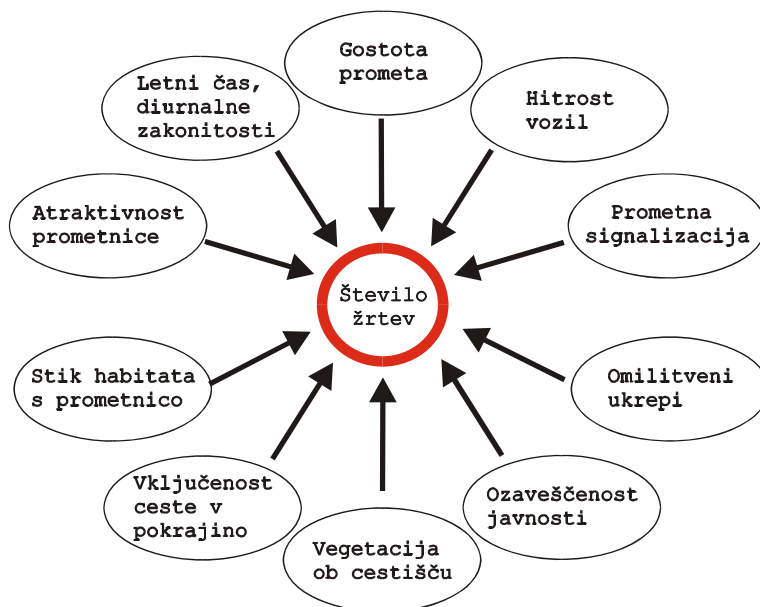 Gostota
prometa
Letni čas,
diurnalne
zakonitosti
Hitrost
vozil
Atraktivnost
prometnice
Prometna
signalizacija
Število
žrtev
Stik habitata
s prometnico
Omilitveni
ukrepi
Vključenost
ceste v
pokrajino
Ozaveščenost
javnosti
Vegetacija
ob cestišču